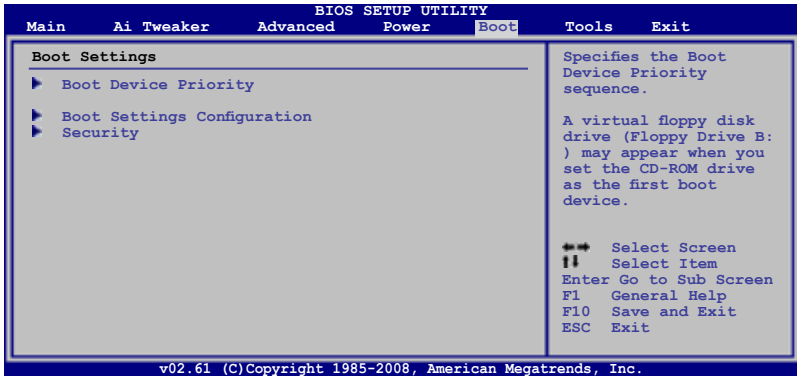 BIOS SETUP UTILITY
Main Ai Tweaker Advanced Power Boot Tools Exit
Boot Settings
Boot Device Priority
Boot Settings Configuration
Security
Specifies the Boot
Device Priority
sequence.
A virtual floppy disk
drive (Floppy Drive B:
) may appear when you
set the CD-ROM drive
as the first boot
device.
Select Screen
Select Item
Enter Go to Sub Screen
F1 General Help
F10 Save and Exit
ESC Exit
v02.61 (C)Copyright 1985-2008, American Megatrends, Inc.